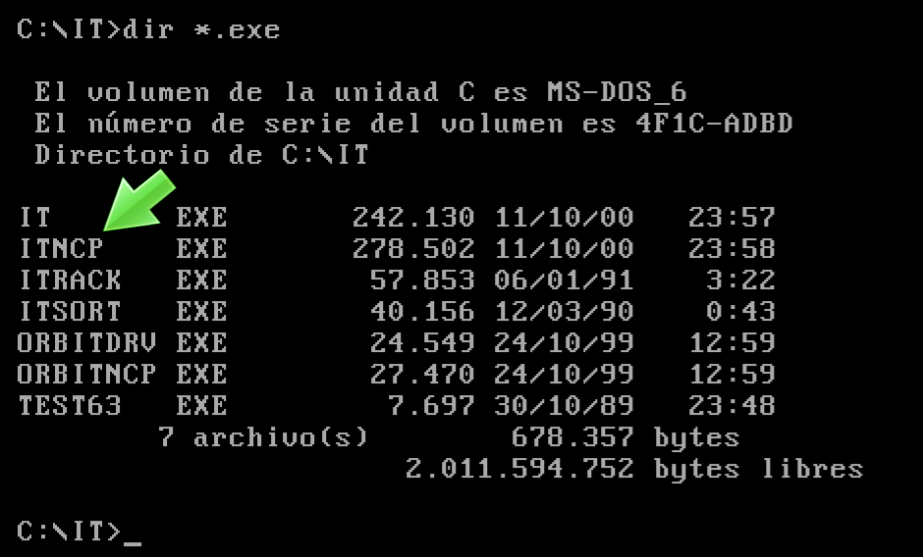 C:\IT>dir *.exe
El volumen de la unidad C es MS-DOS_6
El número de serie del volumen es 4F1C-ADBD
Directorio de C:\IT
IT EXE 242.130 11/10/00 23:57
ITNCP EXE 278.502 11/10/00 23:58
ITRACK EXE 57.853 06/01/91 3:22
ITSORT EXE 40.156 12/03/90 0:43
ORBITDRV EXE 24.549 24/10/99 12:59
ORBITNCP EXE 27.470 24/10/99 12:59
TEST63 EXE 7.697 30/10/89 23:48
7 archivo(s) 678.357 bytes
2.011.594.752 bytes libres
C:\IT>_